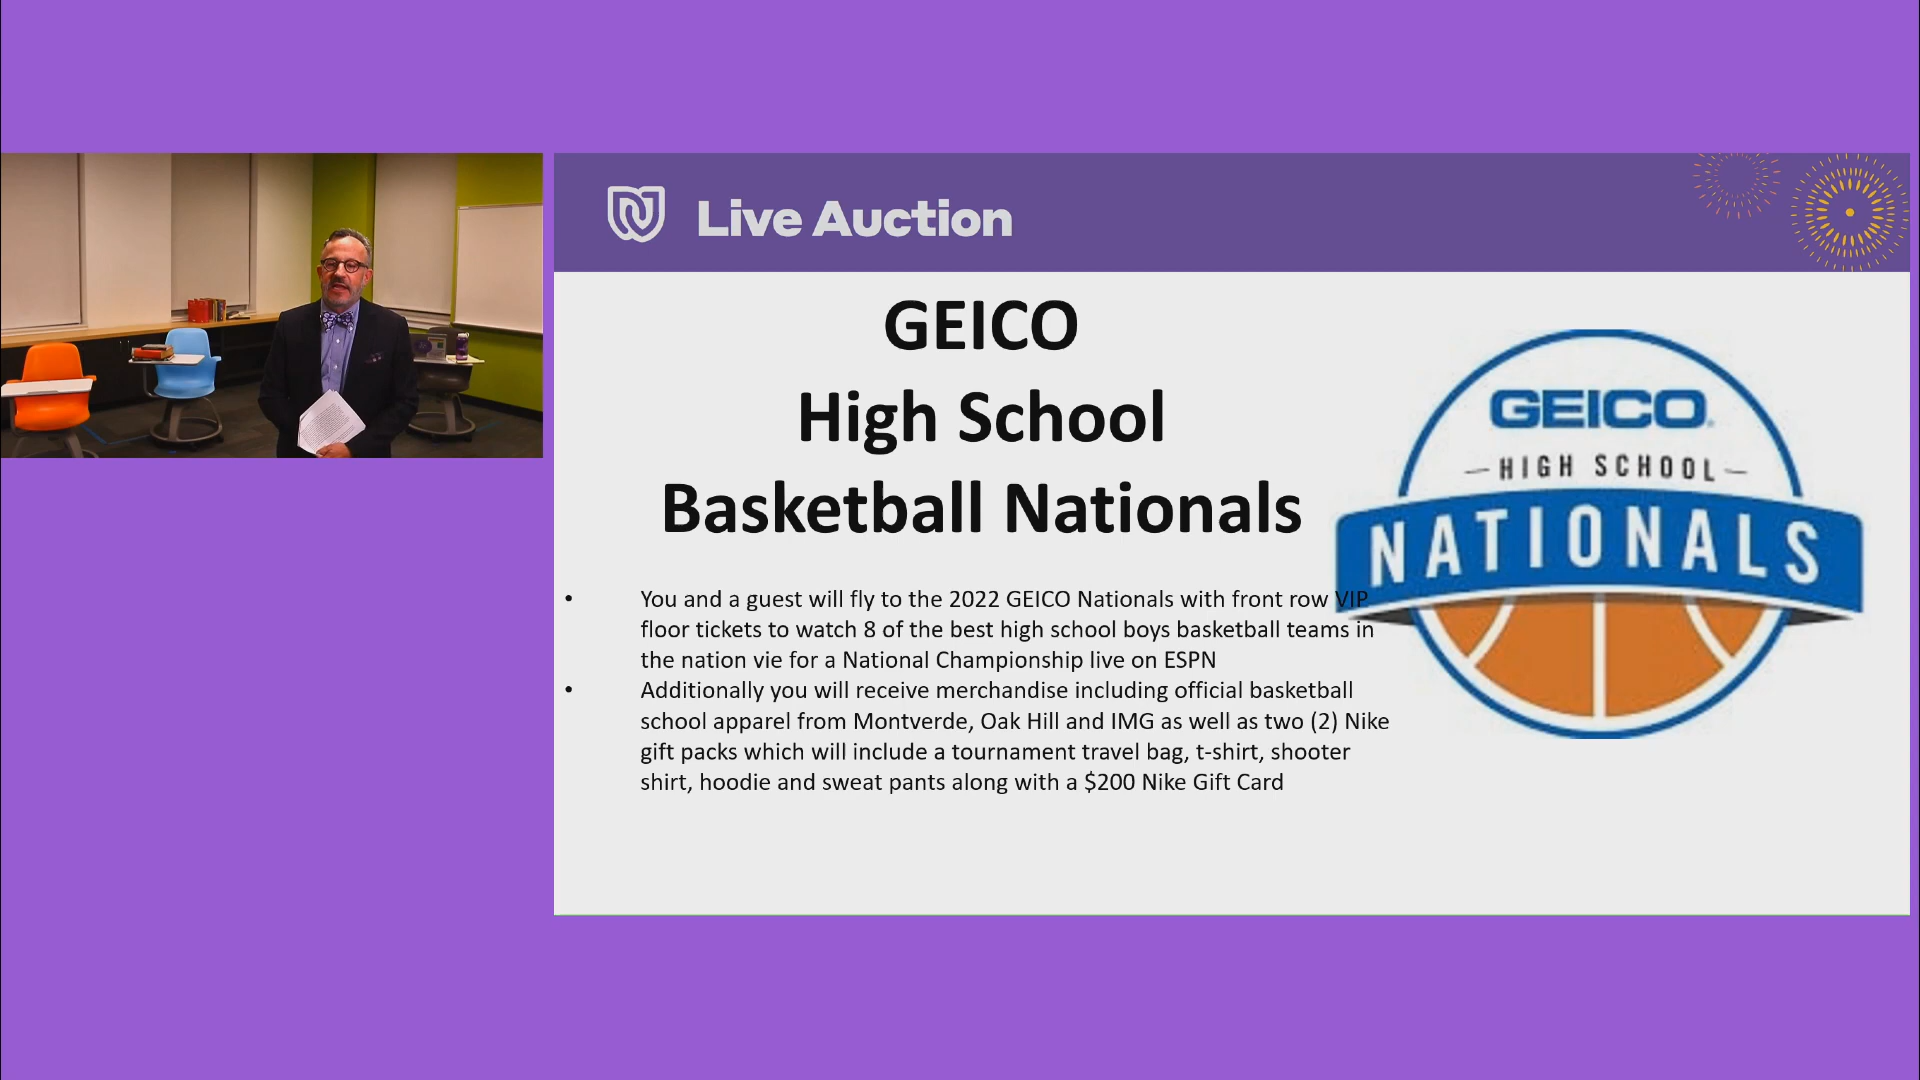 Live Auction
GEICO
High School
Basketball Nationals
• You and a guest will fly to the 2022 GEICO Nationals with front row VIP
floor tickets to watch 8 of the best high school boys basketball teams in
the nation vie for a National Championship live on ESPN
• Additionally you will receive merchandise including official basketball
school apparel from Montverde, Oak Hill and IMG as well as two (2) Nike
gift packs which will include a tournament travel bag, t-shirt, shooter
shirt, hoodie and sweat pants along with a $200 Nike Gift Card
GEICO
HIGH SCHOOL
NATIONALS